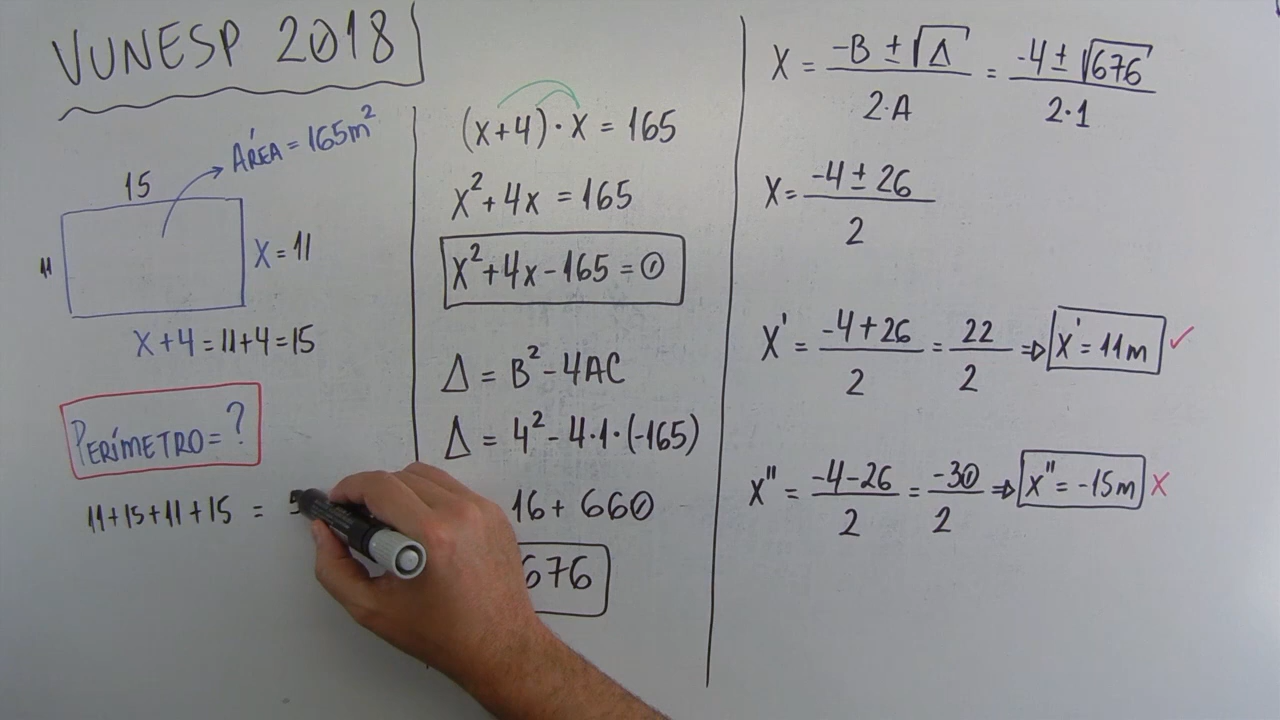 VUNESP 2018
ÁREA = 165m²
15
11
X = 11
X+4 = 11+4 = 15
PERÍMETRO = ?
11+15+11+15 = 5
(X+4)·X = 165
X²+4X = 165
X²+4X-165 = 0
Δ = B²-4AC
Δ = 4²-4·1·(-165)
16+660
676
X = -B ± √Δ / 2·A = -4 ± √676 / 2·1
X = -4 ± 26 / 2
X' = -4+26 / 2 = 22 / 2 ⇒ X' = 11m ✓
X'' = -4-26 / 2 = -30 / 2 ⇒ X'' = -15m X